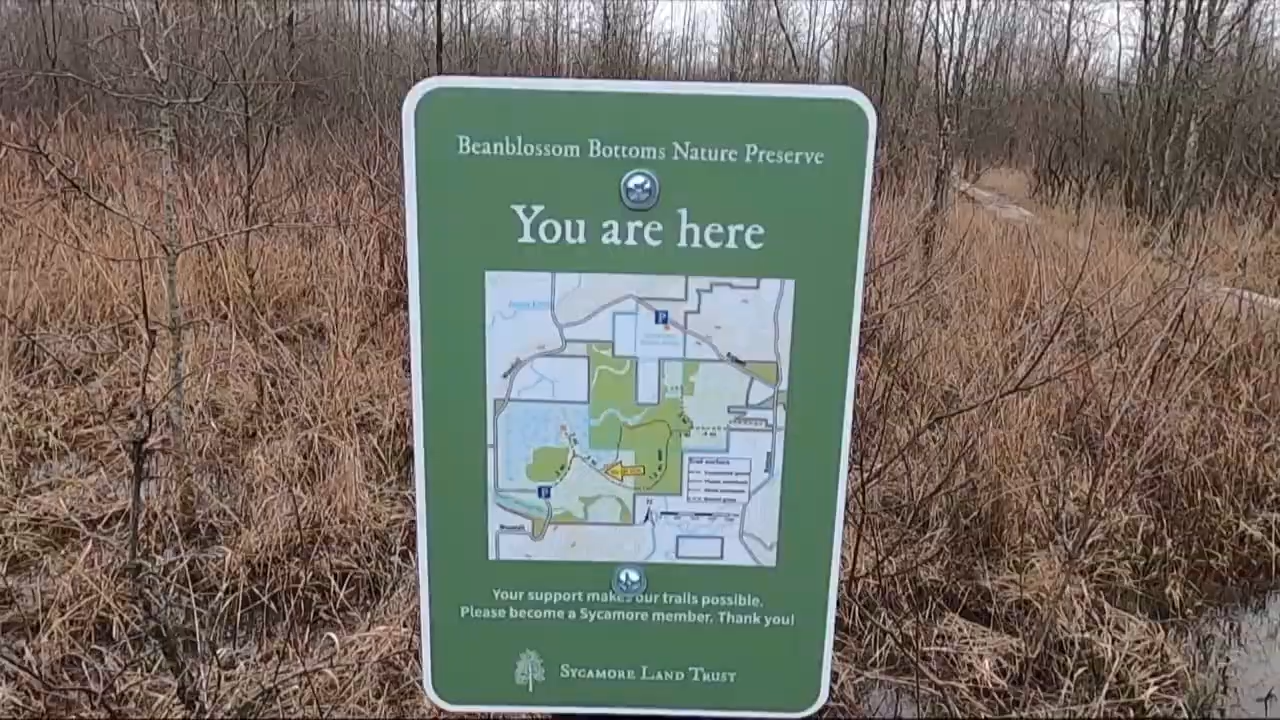 Beanblossom Bottoms Nature Preserve
You are here
P
P
N
Your support makes our trails possible.
Please become a Sycamore member. Thank you!
SYCAMORE LAND TRUST